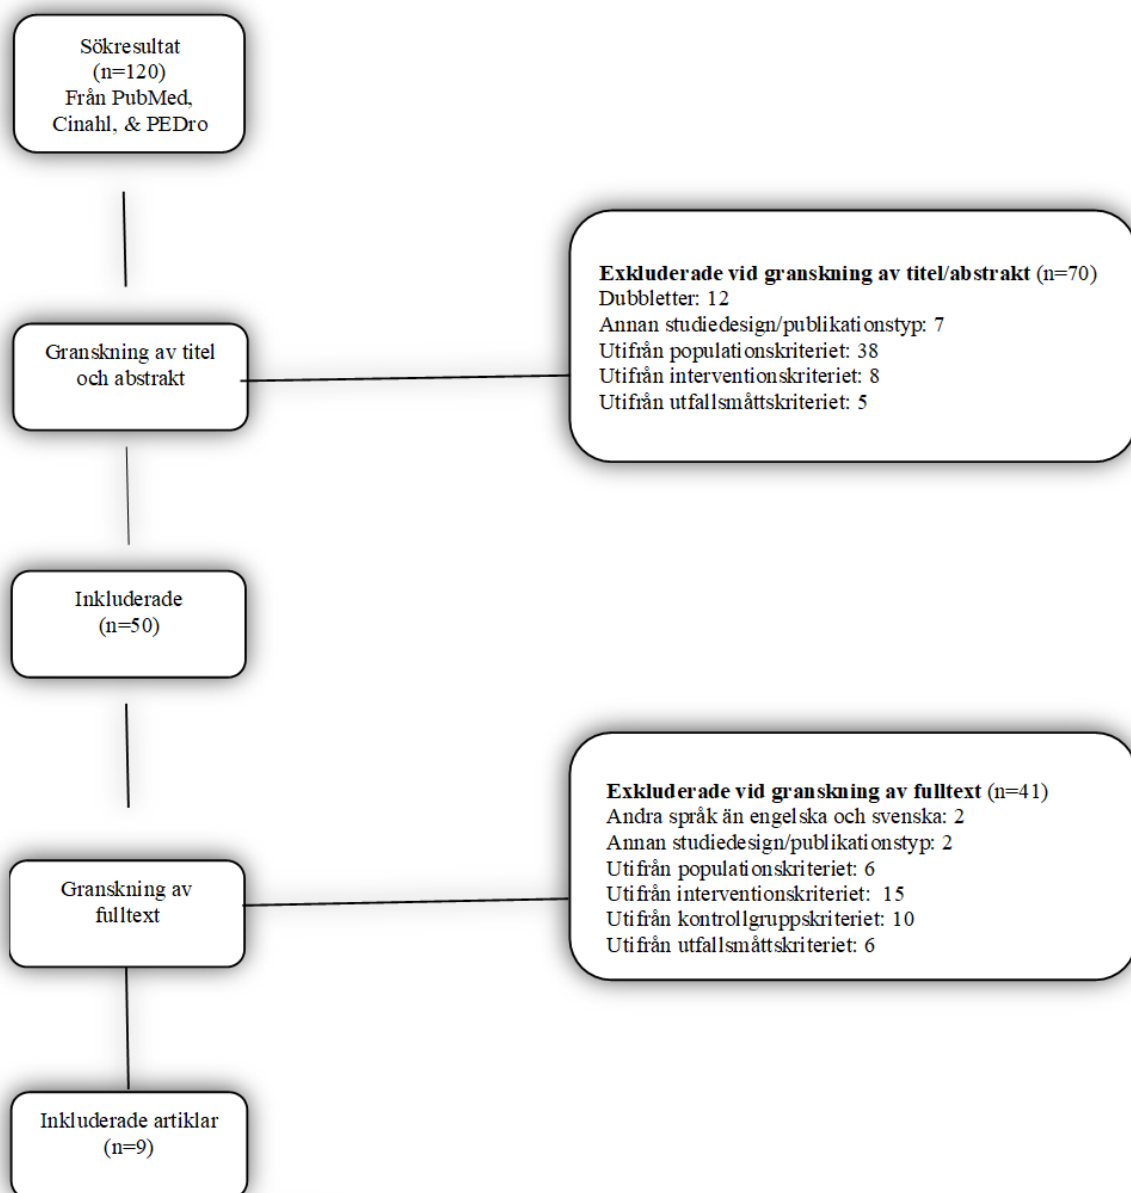 Sökresultat
(n=120)
Från PubMed,
Cinahl, & PEDro
Exkluderade vid granskning av titel/abstrakt (n=70)
Dubbletter: 12
Annan studiedesign/publikationstyp: 7
Utifrån populationskriteriet: 38
Utifrån interventionskriteriet: 8
Utifrån utfallsmåttskriteriet: 5
Granskning av titel
och abstrakt
Inkluderade
(n=50)
Exkluderade vid granskning av fulltext (n=41)
Andra språk än engelska och svenska: 2
Annan studiedesign/publikationstyp: 2
Utifrån populationskriteriet: 6
Utifrån interventionskriteriet: 15
Utifrån kontrollgruppskriteriet: 10
Utifrån utfallsmåttskriteriet: 6
Granskning av
fulltext
Inkluderade artiklar
(n=9)